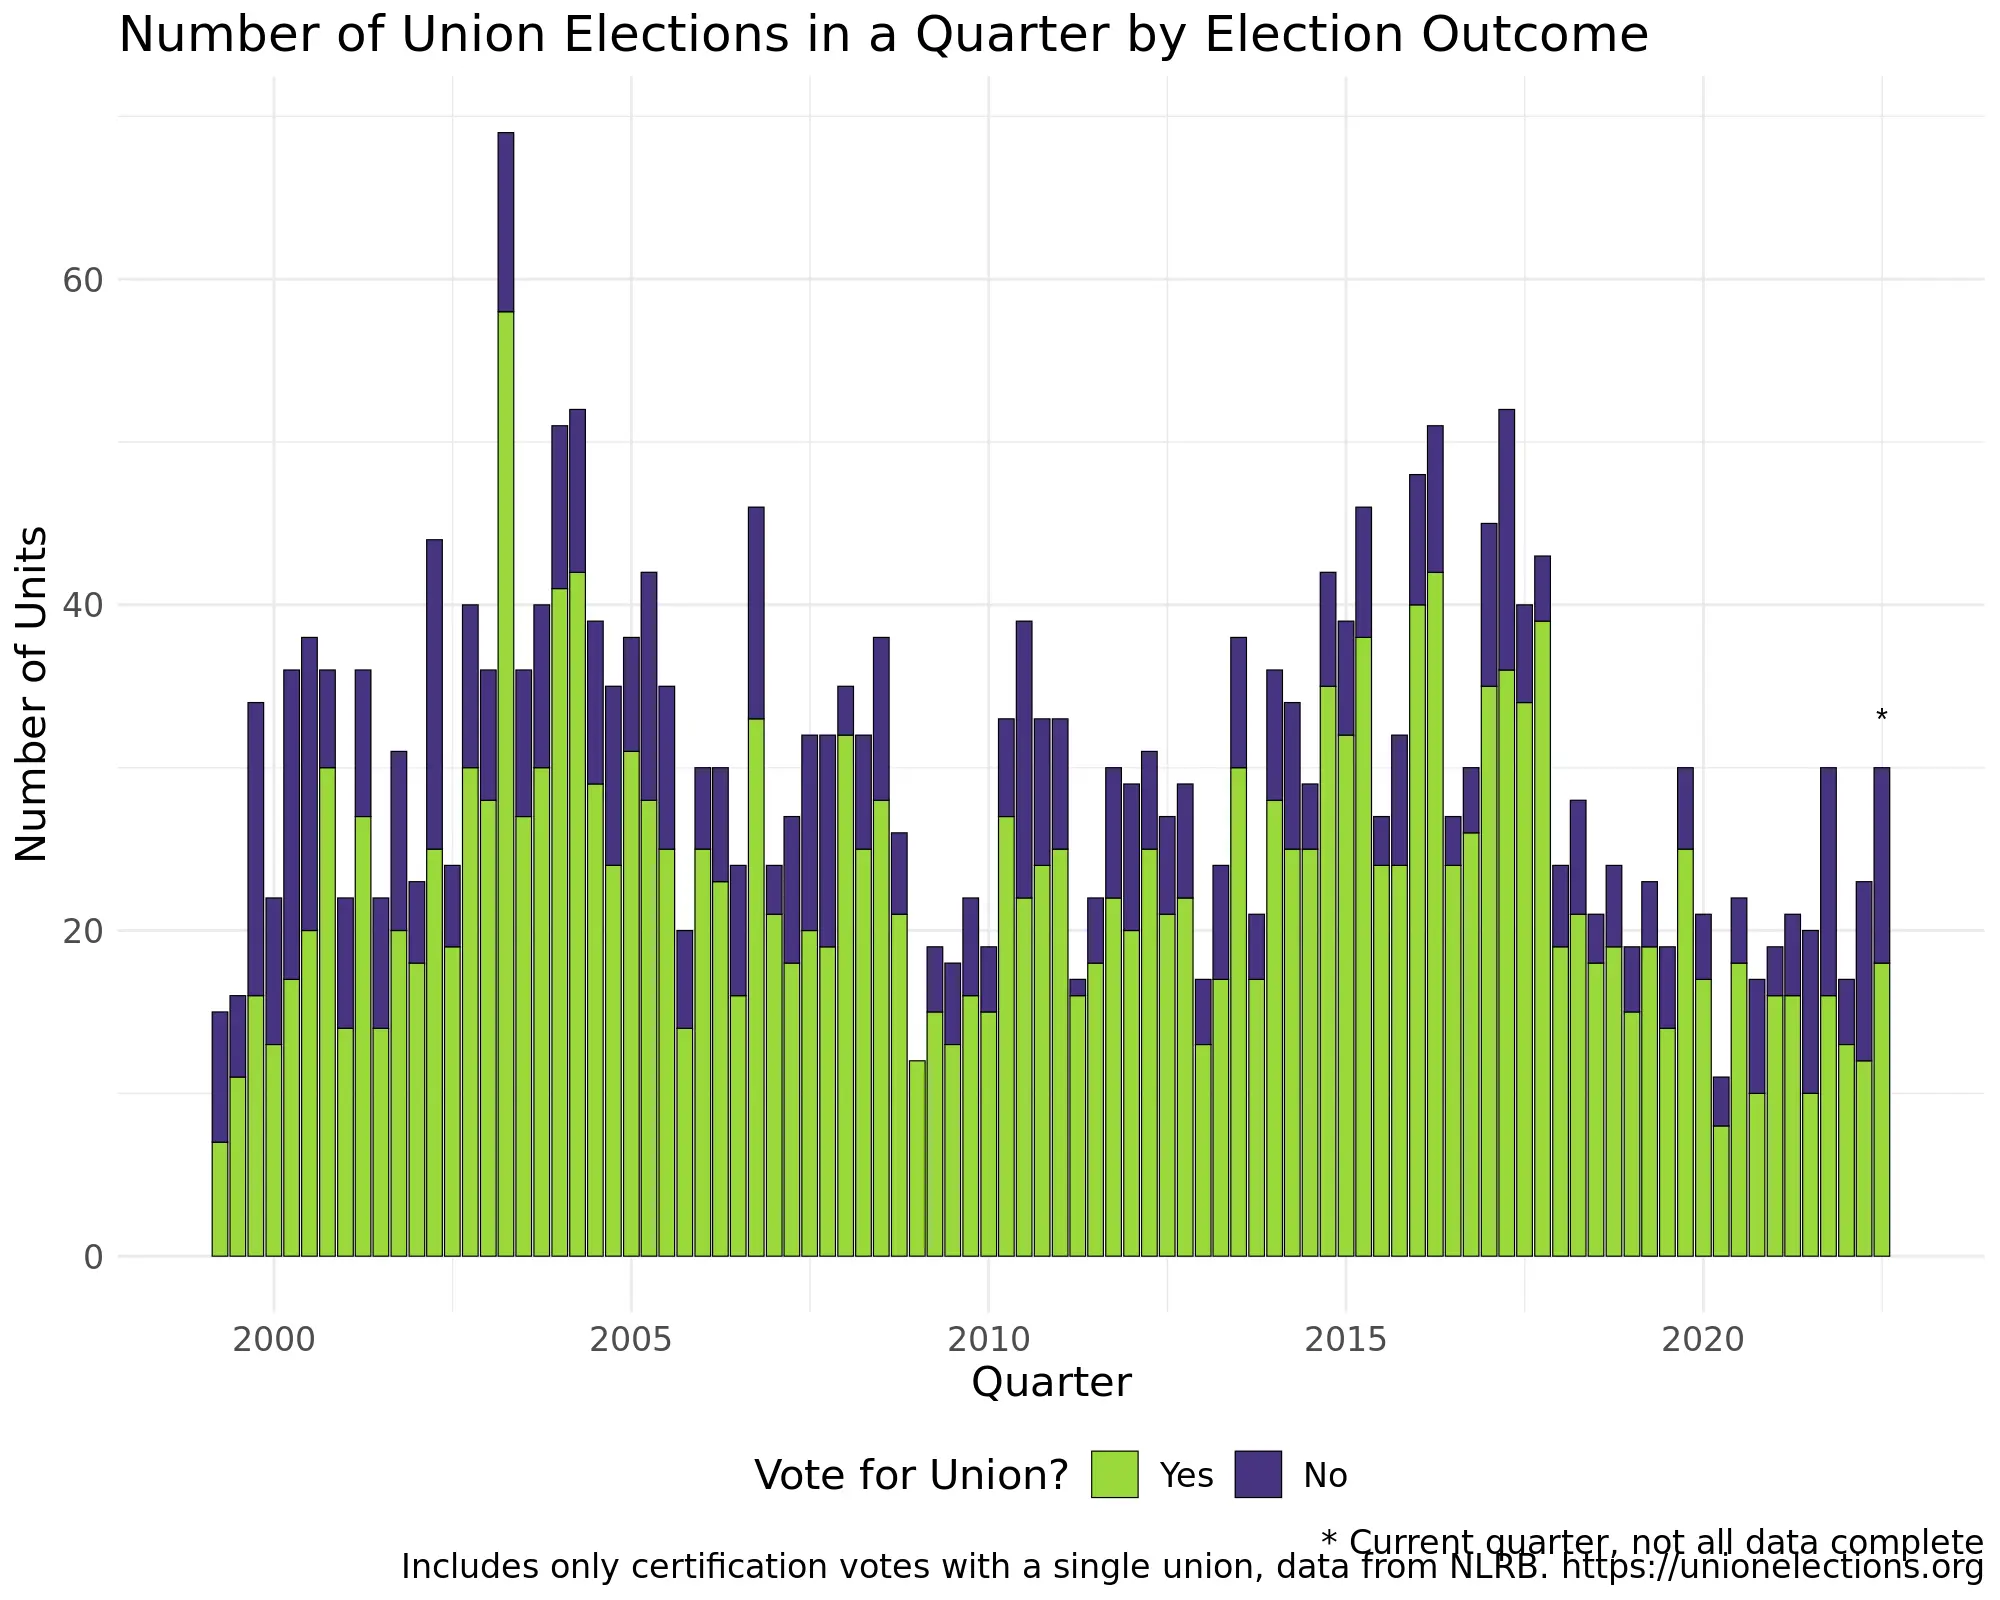 Number of Union Elections in a Quarter by Election Outcome
Number of Units
60
40
20
0
*
2000 2005 2010 2015 2020
Quarter
Vote for Union? Yes No
* Current quarter, not all data complete
Includes only certification votes with a single union, data from NLRB. https://unionelections.org